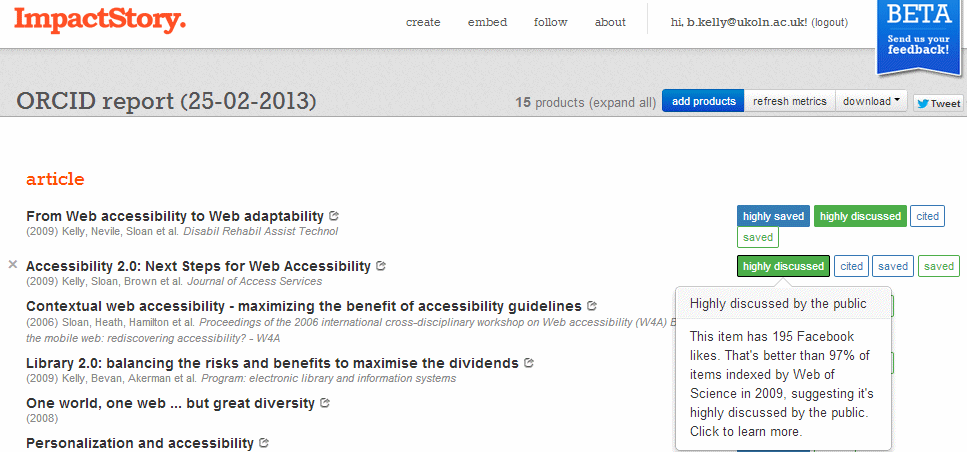 ImpactStory.
create embed follow about hi, b.kelly@ukoln.ac.uk! (logout)
BETA
Send us your
feedback!
ORCID report (25-02-2013)
15 products (expand all) add products refresh metrics download Tweet
article
From Web accessibility to Web adaptability
(2009) Kelly, Nevile, Sloan et al. Disabil Rehabil Assist Technol
highly saved highly discussed cited
saved
Accessibility 2.0: Next Steps for Web Accessibility
(2009) Kelly, Sloan, Brown et al. Journal of Access Services
highly discussed cited saved saved
Contextual web accessibility - maximizing the benefit of accessibility guidelines
(2006) Sloan, Heath, Hamilton et al. Proceedings of the 2006 international cross-disciplinary workshop on Web accessibility (W4A) B
the mobile web: rediscovering accessibility? - W4A
Library 2.0: balancing the risks and benefits to maximise the dividends
(2009) Kelly, Bevan, Akerman et al. Program: electronic library and information systems
One world, one web ... but great diversity
(2008)
Personalization and accessibility
Highly discussed by the public
This item has 195 Facebook
likes. That's better than 97% of
items indexed by Web of
Science in 2009, suggesting it's
highly discussed by the public.
Click to learn more.